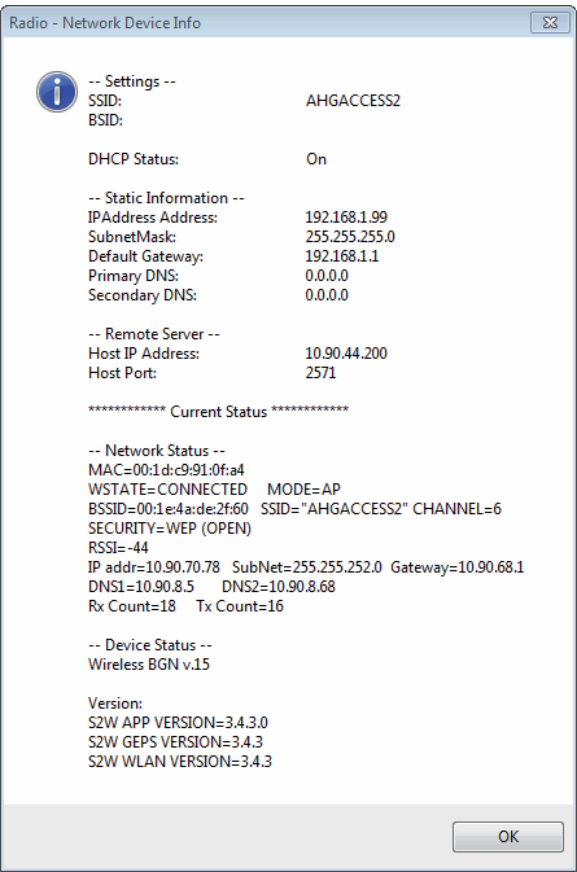 Radio - Network Device Info
-- Settings --
SSID: AHGACCESS2
BSID:
DHCP Status: On
-- Static Information --
IPAddress Address: 192.168.1.99
SubnetMask: 255.255.255.0
Default Gateway: 192.168.1.1
Primary DNS: 0.0.0.0
Secondary DNS: 0.0.0.0
-- Remote Server --
Host IP Address: 10.90.44.200
Host Port: 2571
************ Current Status ************
-- Network Status --
MAC=00:1d:c9:91:0f:a4
WSTATE=CONNECTED MODE=AP
BSSID=00:1e:4a:de:2f:60 SSID="AHGACCESS2" CHANNEL=6
SECURITY=WEP (OPEN)
RSSI=-44
IP addr=10.90.70.78 SubNet=255.255.252.0 Gateway=10.90.68.1
DNS1=10.90.8.5 DNS2=10.90.8.68
Rx Count=18 Tx Count=16
-- Device Status --
Wireless BGN v.15
Version:
S2W APP VERSION=3.4.3.0
S2W GEPS VERSION=3.4.3
S2W WLAN VERSION=3.4.3
OK